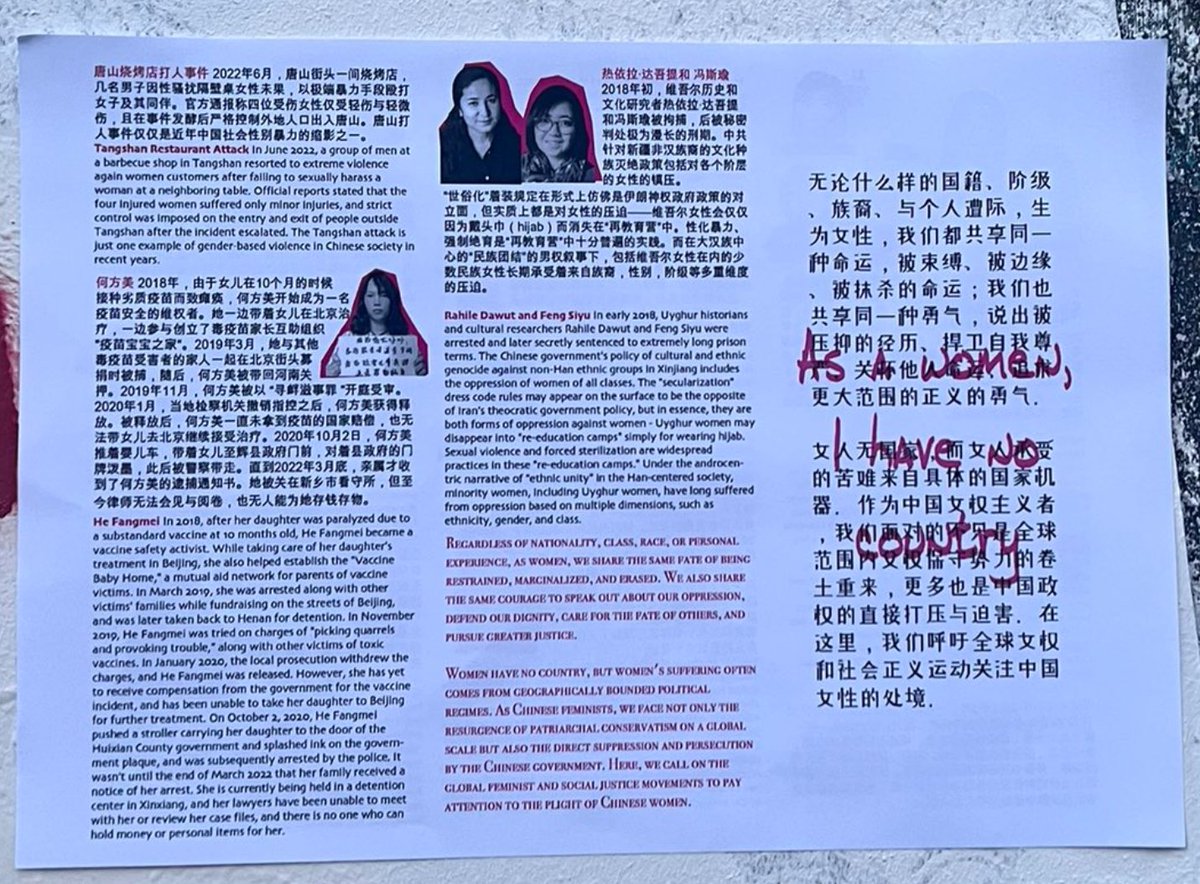 唐山烧烤店打人事件 2022年6月，唐山街头一间烧烤店，
几名男子因性骚扰隔壁桌女性未果，以极端暴力手段殴打
女子及其同伴。官方通报称四位受伤女性仅受轻伤与轻微
伤，且在事件发酵后严格控制外地人口出入唐山。唐山打
人事件仅仅是近年中国社会性别暴力的缩影之一。
Tangshan Restaurant Attack In June 2022, a group of men at
a barbecue shop in Tangshan resorted to extreme violence
again women customers after failing to sexually harass a
woman at a neighboring table. Official reports stated that the
four injured women suffered only minor injuries, and strict
control was imposed on the entry and exit of people outside
Tangshan after the incident escalated. The Tangshan attack is
just one example of gender-based violence in Chinese society in
recent years.
何方美 2018年，由于女儿在10个月的时候
接种劣质疫苗而致瘫痪，何方美开始成为一名
疫苗安全的维权者。她一边带着女儿在北京治
疗，一边参与创立了毒疫苗家长互助组织
"疫苗宝宝之家"。2019年3月，她与其他
毒疫苗受害者的家人一起在北京街头募
捐时被捕，随后，何方美被带回河南关
押。2019年11月，何方美被以 "寻衅滋事罪 "开庭受审。
2020年1月，当地检察机关撤销指控之后，何方美获得释
放。被释放后，何方美一直未拿到疫苗的国家赔偿，也无
法带女儿去北京继续接受治疗。2020年10月2日，何方美
推着婴儿车，带着女儿至辉县政府门前，对着县政府的门
牌泼墨，此后被警察带走。直到2022年3月底，亲属才收
到了何方美的逮捕通知书。她被关在新乡市看守所，但至
今律师无法会见与阅卷，也无人能为她存钱存物。
He Fangmei In 2018, after her daughter was paralyzed due to
a substandard vaccine at 10 months old, He Fangmei became a
vaccine safety activist. While taking care of her daughter's
treatment in Beijing, she also helped establish the "Vaccine
Baby Home," a mutual aid network for parents of vaccine
victims. In March 2019, she was arrested along with other
victims' families while fundraising on the streets of Beijing,
and was later taken back to Henan for detention. In November
2019, He Fangmei was tried on charges of "picking quarrels
and provoking trouble," along with other victims of toxic
vaccines. In January 2020, the local prosecution withdrew the
charges, and He Fangmei was released. However, she has yet
to receive compensation from the government for the vaccine
incident, and has been unable to take her daughter to Beijing
for further treatment. On October 2, 2020, He Fangmei
pushed a stroller carrying her daughter to the door of the
Huixian County government and splashed ink on the govern-
ment plaque, and was subsequently arrested by the police. It
wasn't until the end of March 2022 that her family received a
notice of her arrest. She is currently being held in a detention
center in Xinxiang, and her lawyers have been unable to meet
with her or review her case files, and there is no one who can
hold money or personal items for her.
热依拉·达吾提和 冯斯瑜
2018年初，维吾尔历史和
文化研究者热依拉·达吾提
和冯斯瑜被拘捕，后被秘密
判处极为漫长的刑期。中共
针对新疆非汉族裔的文化种
族灭绝政策包括对各个阶层
的女性的镇压。
"世俗化"着装规定在形式上仿佛是伊朗神权政府政策的对
立面，但实质上都是对女性的压迫——维吾尔女性会仅仅
因为戴头巾（hijab）而消失在"再教育营"中。性化暴力、
强制绝育是"再教育营"中十分普遍的实践。而在大汉族中
心的"民族团结"的男权叙事下，包括维吾尔女性在内的少
数民族女性长期承受着来自族裔，性别，阶级等多重维度
的压迫。
Rahile Dawut and Feng Siyu In early 2018, Uyghur historians
and cultural researchers Rahile Dawut and Feng Siyu were
arrested and later secretly sentenced to extremely long prison
terms. The Chinese government's policy of cultural and ethnic
genocide against non-Han ethnic groups in Xinjiang includes
the oppression of women of all classes. The "secularization"
dress code rules may appear on the surface to be the opposite
of Iran's theocratic government policy, but in essence, they are
both forms of oppression against women - Uyghur women may
disappear into "re-education camps" simply for wearing hijab.
Sexual violence and forced sterilization are widespread
practices in these "re-education camps." Under the androcen-
tric narrative of "ethnic unity" in the Han-centered society,
minority women, including Uyghur women, have long suffered
from oppression based on multiple dimensions, such as
ethnicity, gender, and class.
Regardless of nationality, class, race, or personal
experience, as women, we share the same fate of being
restrained, marginalized, and erased. We also share
the same courage to speak out about our oppression,
defend our dignity, care for the fate of others, and
pursue greater justice.
Women have no country, but women's suffering often
comes from geographically bounded political
regimes. As Chinese feminists, we face not only the
resurgence of patriarchal conservatism on a global
scale but also the direct suppression and persecution
by the Chinese government. Here, we call on the
global feminist and social justice movements to pay
attention to the plight of Chinese women.
无论什么样的国籍、阶级
、族裔、与个人遭际，生
为女性，我们都共享同一
种命运，被束缚、被边缘
、被抹杀的命运；我们也
共享同一种勇气，说出被
压抑的经历、捍卫自我尊
关怀他人
更大范围的正义的勇气．
女人无国家．而女人承受
的苦难来自具体的国家机
器．作为中国女权主义者
，我们面对的不只是全球
范围内父权保守势力的卷
土重来，更多也是中国政
权的直接打压与迫害．在
这里，我们呼吁全球女权
和社会正义运动关注中国
女性的处境．
As a women,
I have no
country